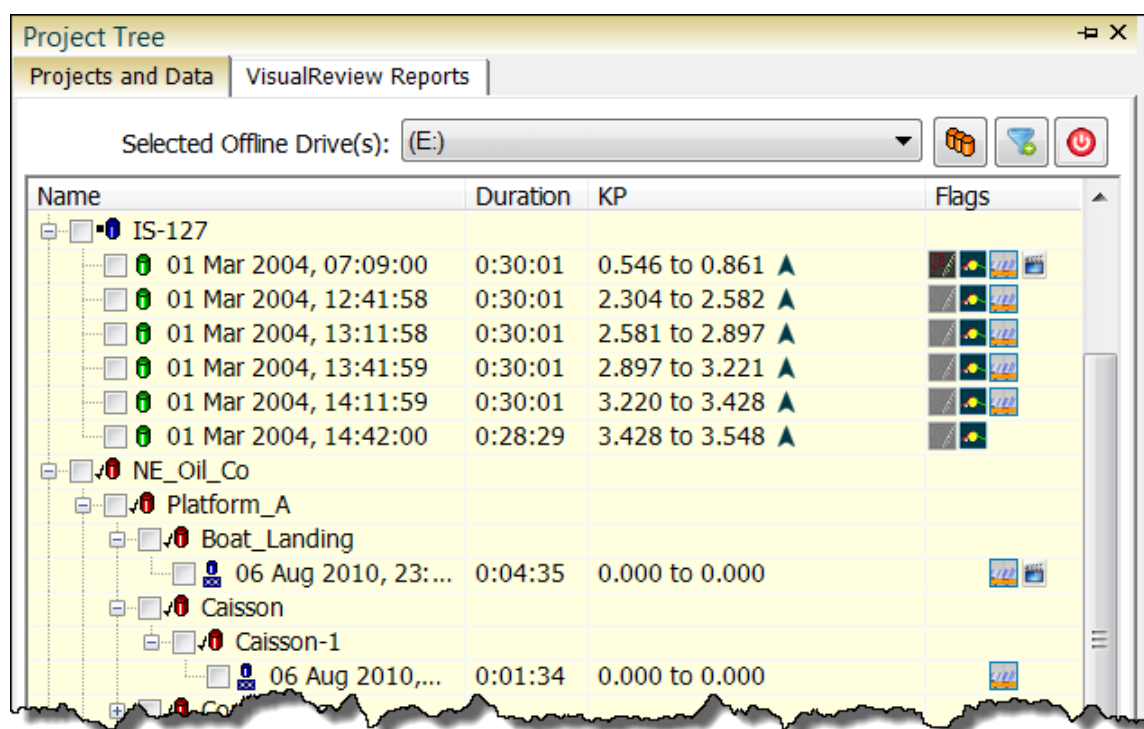 Project Tree
Projects and Data VisualReview Reports
Selected Offline Drive(s): (E:)
Name Duration KP Flags
IS-127
01 Mar 2004, 07:09:00 0:30:01 0.546 to 0.861
01 Mar 2004, 12:41:58 0:30:01 2.304 to 2.582
01 Mar 2004, 13:11:58 0:30:01 2.581 to 2.897
01 Mar 2004, 13:41:59 0:30:01 2.897 to 3.221
01 Mar 2004, 14:11:59 0:30:01 3.220 to 3.428
01 Mar 2004, 14:42:00 0:28:29 3.428 to 3.548
NE_Oil_Co
Platform_A
Boat_Landing
06 Aug 2010, 23:... 0:04:35 0.000 to 0.000
Caisson
Caisson-1
06 Aug 2010,... 0:01:34 0.000 to 0.000